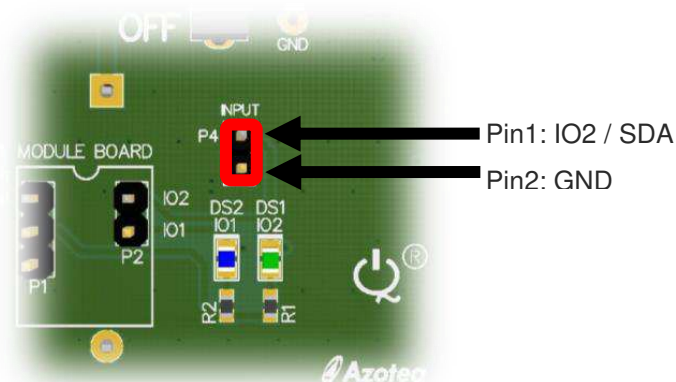 OFF
GND
INPUT
P4
Pin1: IO2 / SDA
MODULE BOARD
Pin2: GND
IO2
DS2 DS1
IO1 IO2
IO1
P2
P1
R2
R1
®
Azoteq